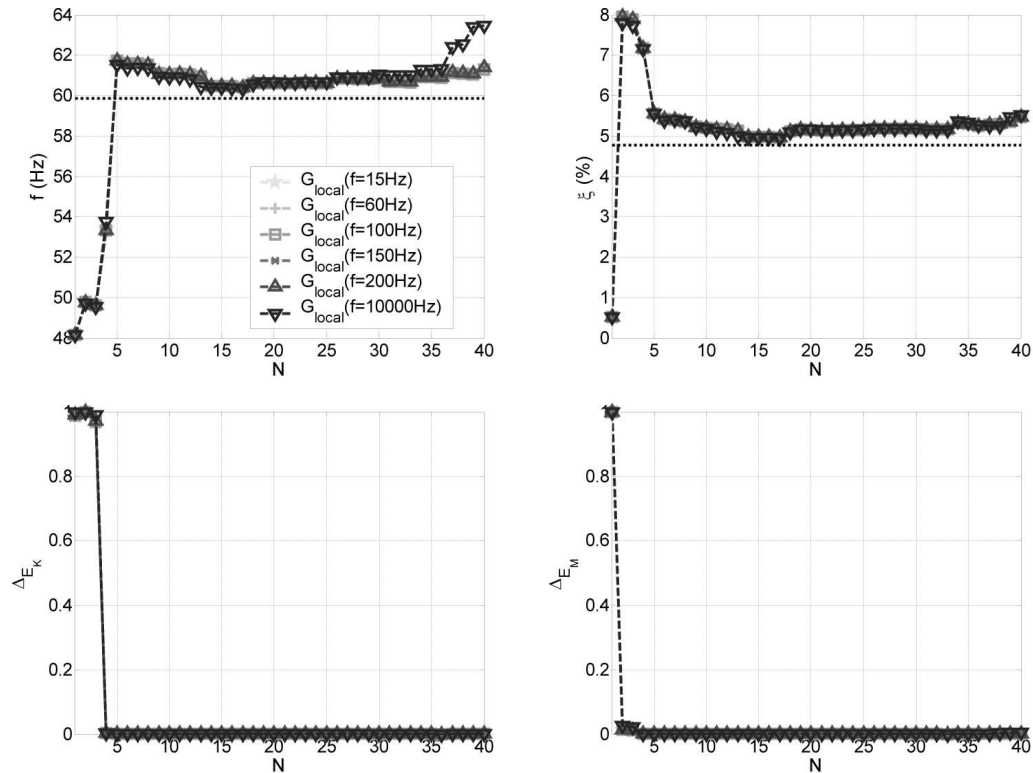 64
62
60
58
56
54
52
50
48
f (Hz)
5 10 15 20 25 30 35 40
N
G_local(f=15Hz)
G_local(f=60Hz)
G_local(f=100Hz)
G_local(f=150Hz)
G_local(f=200Hz)
G_local(f=10000Hz)
8
7
6
5
4
3
2
1
0
ξ (%)
5 10 15 20 25 30 35 40
N
1
0.8
0.6
0.4
0.2
0
Δ_E_K
5 10 15 20 25 30 35 40
N
1
0.8
0.6
0.4
0.2
0
Δ_E_M
5 10 15 20 25 30 35 40
N